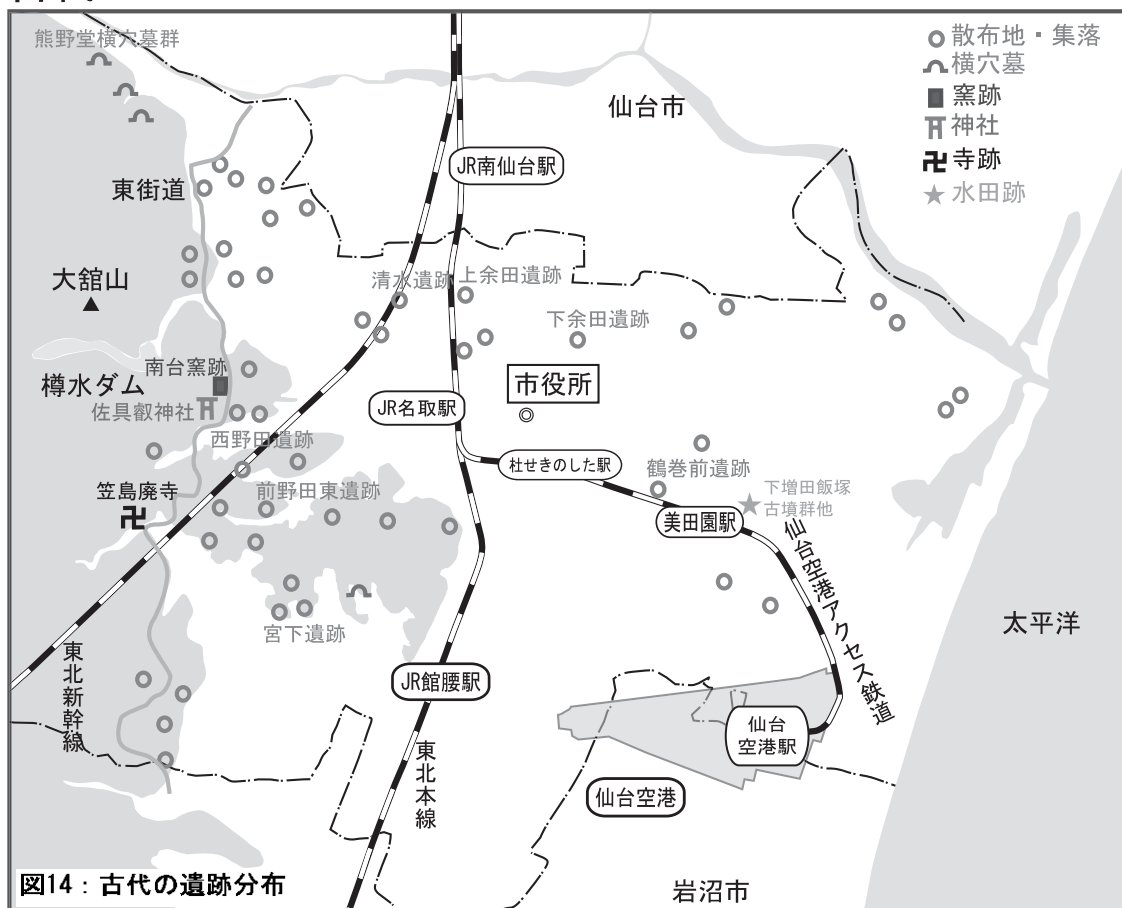 熊野堂横穴墓群
散布地・集落
横穴墓
窯跡
神社
寺跡
水田跡
仙台市
JR南仙台駅
東街道
大舘山
清水遺跡
上余田遺跡
下余田遺跡
南台窯跡
樽水ダム
市役所
JR名取駅
佐具叡神社
西野田遺跡
杜せきのした駅
鶴巻前遺跡
笠島廃寺
前野田東遺跡
下増田飯塚
古墳群他
美田園駅
仙台空港アクセス鉄道
宮下遺跡
太平洋
東北新幹線
JR館腰駅
仙台
空港駅
東北本線
仙台空港
図14：古代の遺跡分布
岩沼市